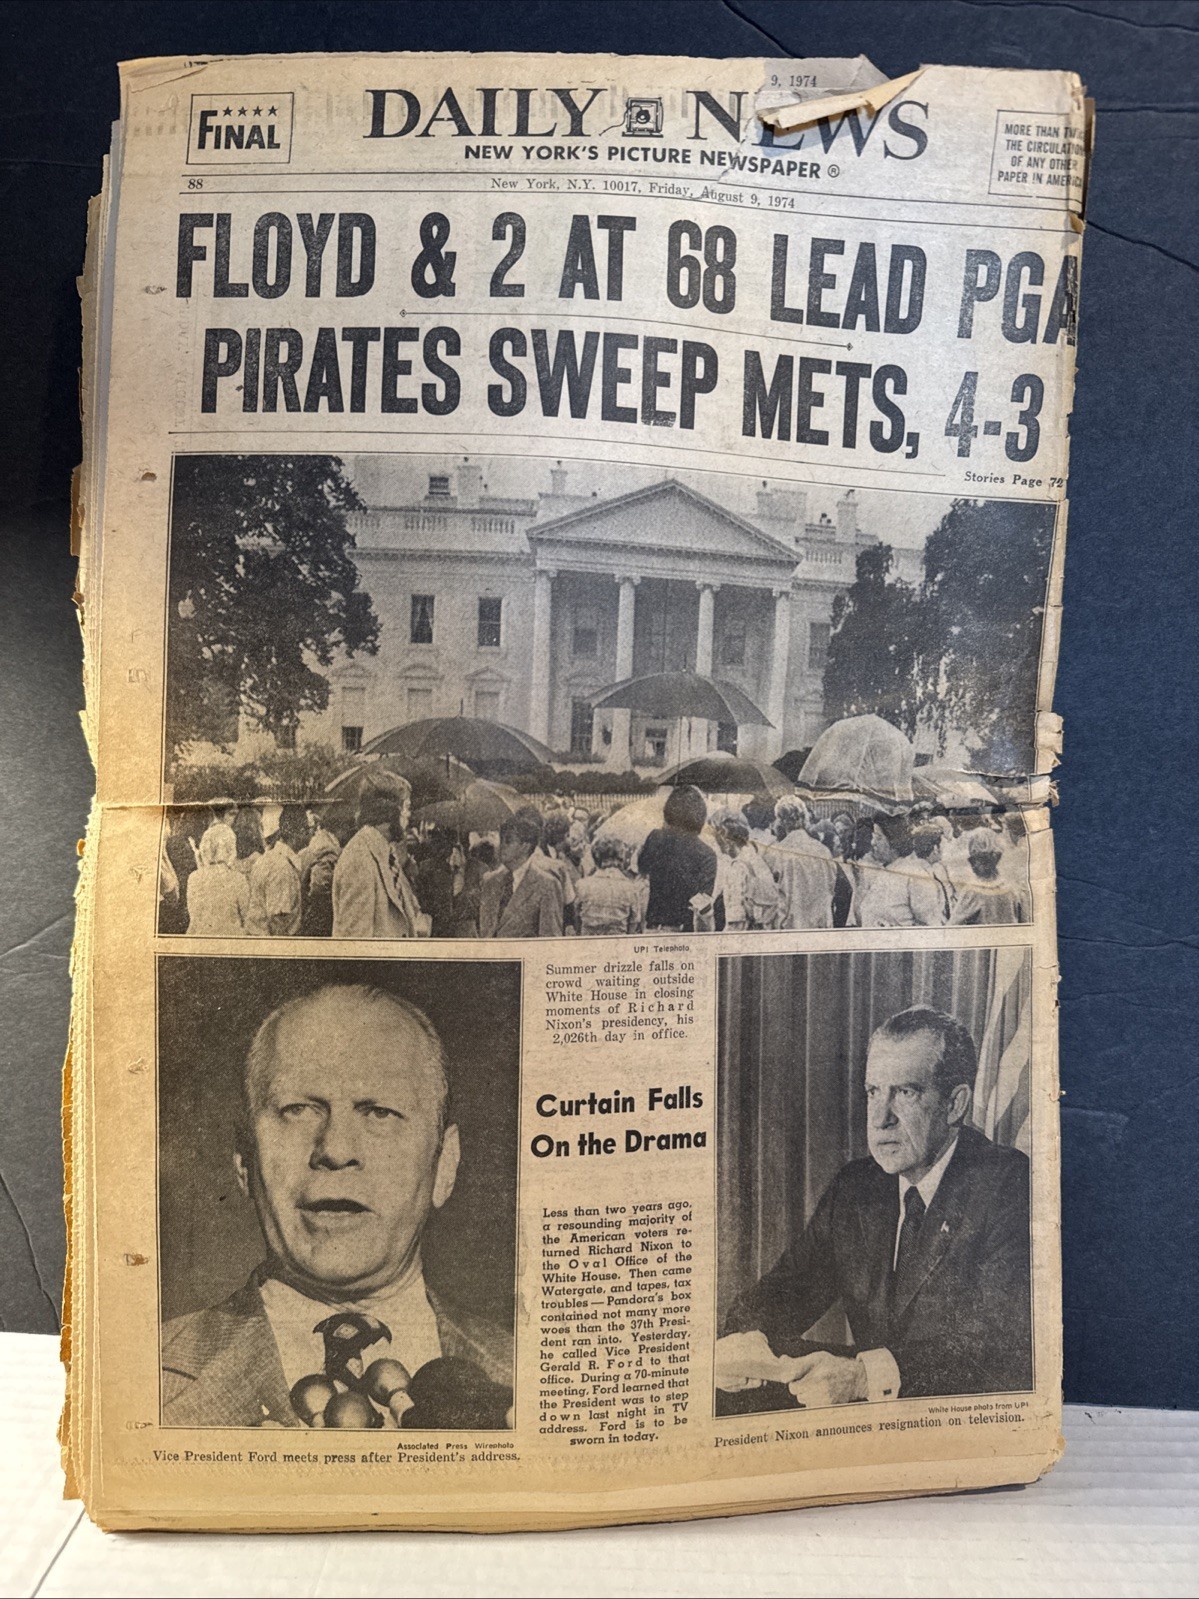 9, 1974
★★★★
FINAL
DAILY NEWS
NEW YORK'S PICTURE NEWSPAPER ®
MORE THAN TWICE
THE CIRCULATION
OF ANY OTHER
PAPER IN AMERICA
88
New York, N.Y. 10017, Friday, August 9, 1974
FLOYD & 2 AT 68 LEAD PGA
PIRATES SWEEP METS, 4-3
Stories Page 72
UPI Telephoto
Summer drizzle falls on
crowd waiting outside
White House in closing
moments of Richard
Nixon's presidency, his
2,026th day in office.
Curtain Falls
On the Drama
Less than two years ago,
a resounding majority of
the American voters re-
turned Richard Nixon to
the Oval Office of the
White House. Then came
Watergate, and tapes, tax
troubles—Pandora's box
contained not many more
woes than the 37th Presi-
dent ran into. Yesterday,
he called Vice President
Gerald R. Ford to that
office. During a 70-minute
meeting, Ford learned that
the President was to step
down last night in TV
address. Ford is to be
sworn in today.
Associated Press Wirephoto
Vice President Ford meets press after President's address.
White House photo from UPI
President Nixon announces resignation on television.